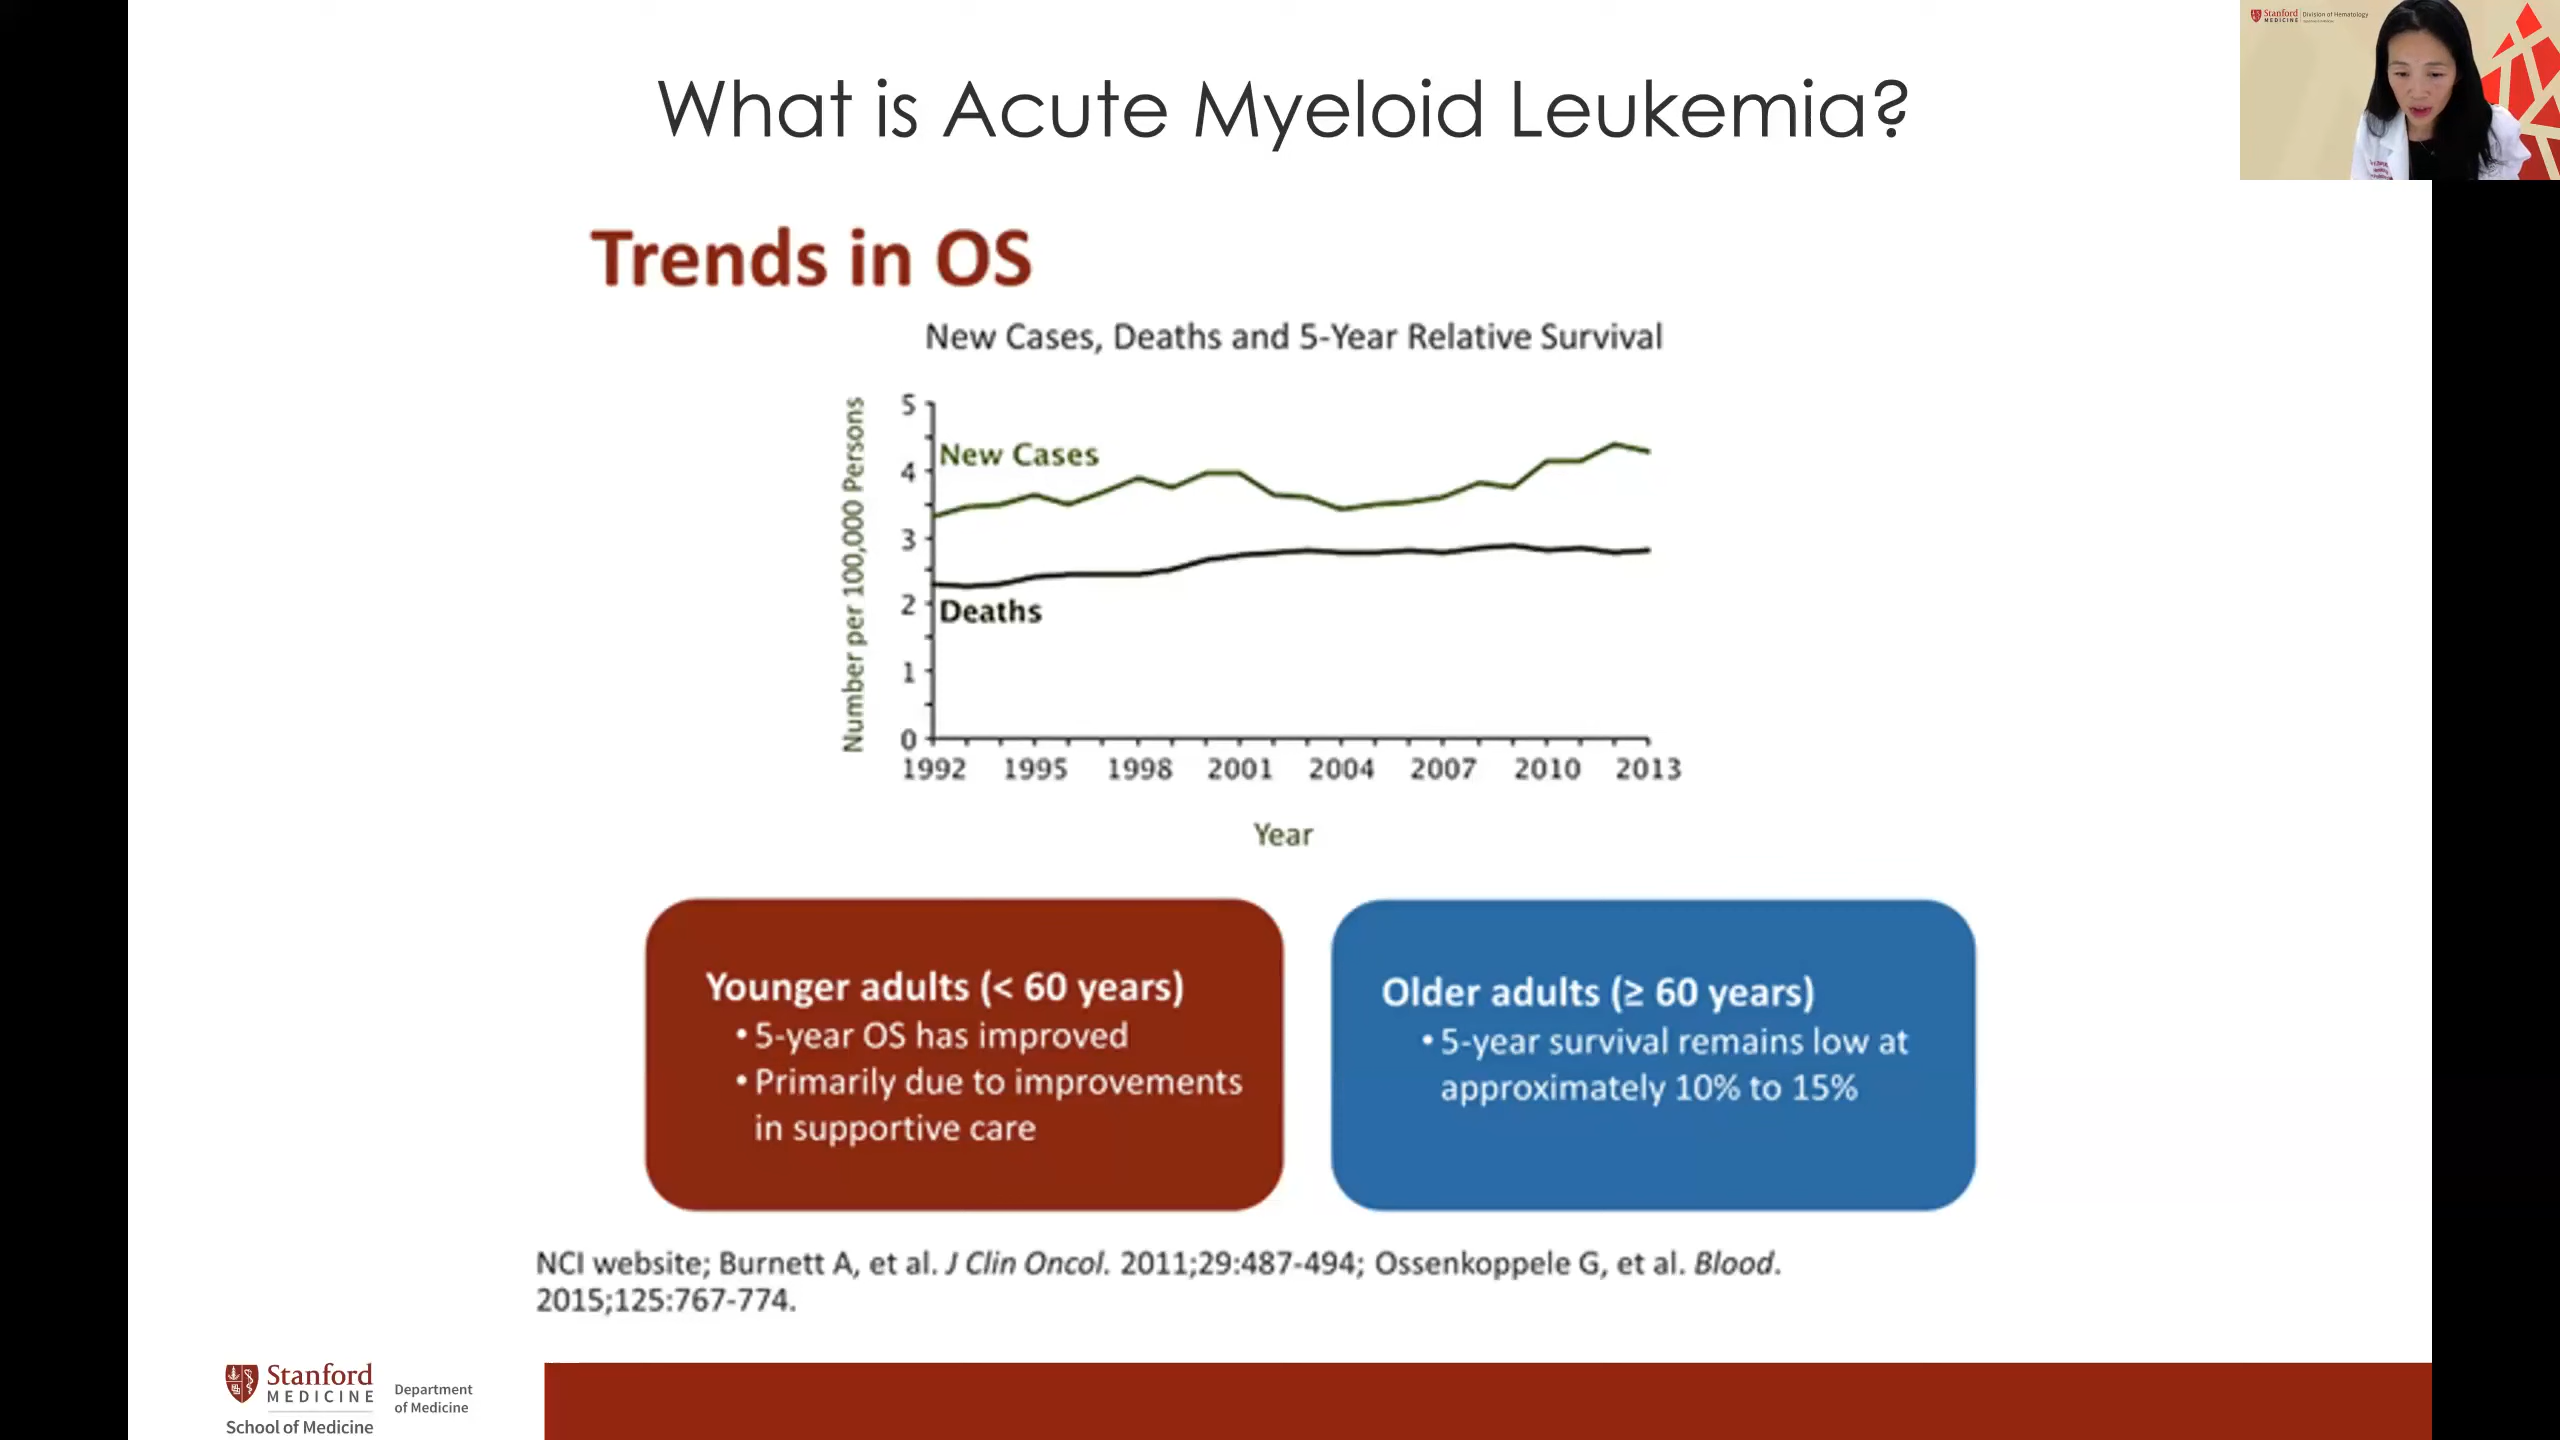 What is Acute Myeloid Leukemia?
Stanford
MEDICINE
Division of Hematology
Trends in OS
New Cases, Deaths and 5-Year Relative Survival
Number per 100,000 Persons
5
4
3
2
1
0
New Cases
Deaths
1992 1995 1998 2001 2004 2007 2010 2013
Year
Younger adults (< 60 years)
• 5-year OS has improved
• Primarily due to improvements
in supportive care
Older adults (≥ 60 years)
• 5-year survival remains low at
approximately 10% to 15%
NCI website; Burnett A, et al. J Clin Oncol. 2011;29:487-494; Ossenkoppele G, et al. Blood.
2015;125:767-774.
Stanford
MEDICINE
School of Medicine
Department
of Medicine